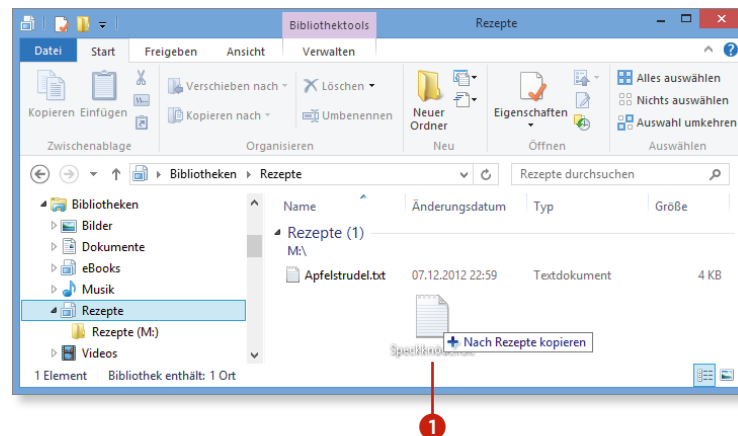 Bibliothektools
Rezepte
Datei Start Freigeben Ansicht Verwalten
Kopieren Einfügen
Verschieben nach
Kopieren nach
Löschen
Umbenennen
Neuer
Ordner
Eigenschaften
Alles auswählen
Nichts auswählen
Auswahl umkehren
Zwischenablage Organisieren Neu Öffnen Auswählen
Bibliotheken Rezepte
Rezepte durchsuchen
Bibliotheken
Bilder
Dokumente
eBooks
Musik
Rezepte
Rezepte (M:)
Videos
Name Änderungsdatum Typ Größe
Rezepte (1)
M:\
Apfelstrudel.txt 07.12.2012 22:59 Textdokument 4 KB
Nach Rezepte kopieren
1 Element Bibliothek enthält: 1 Ort
1